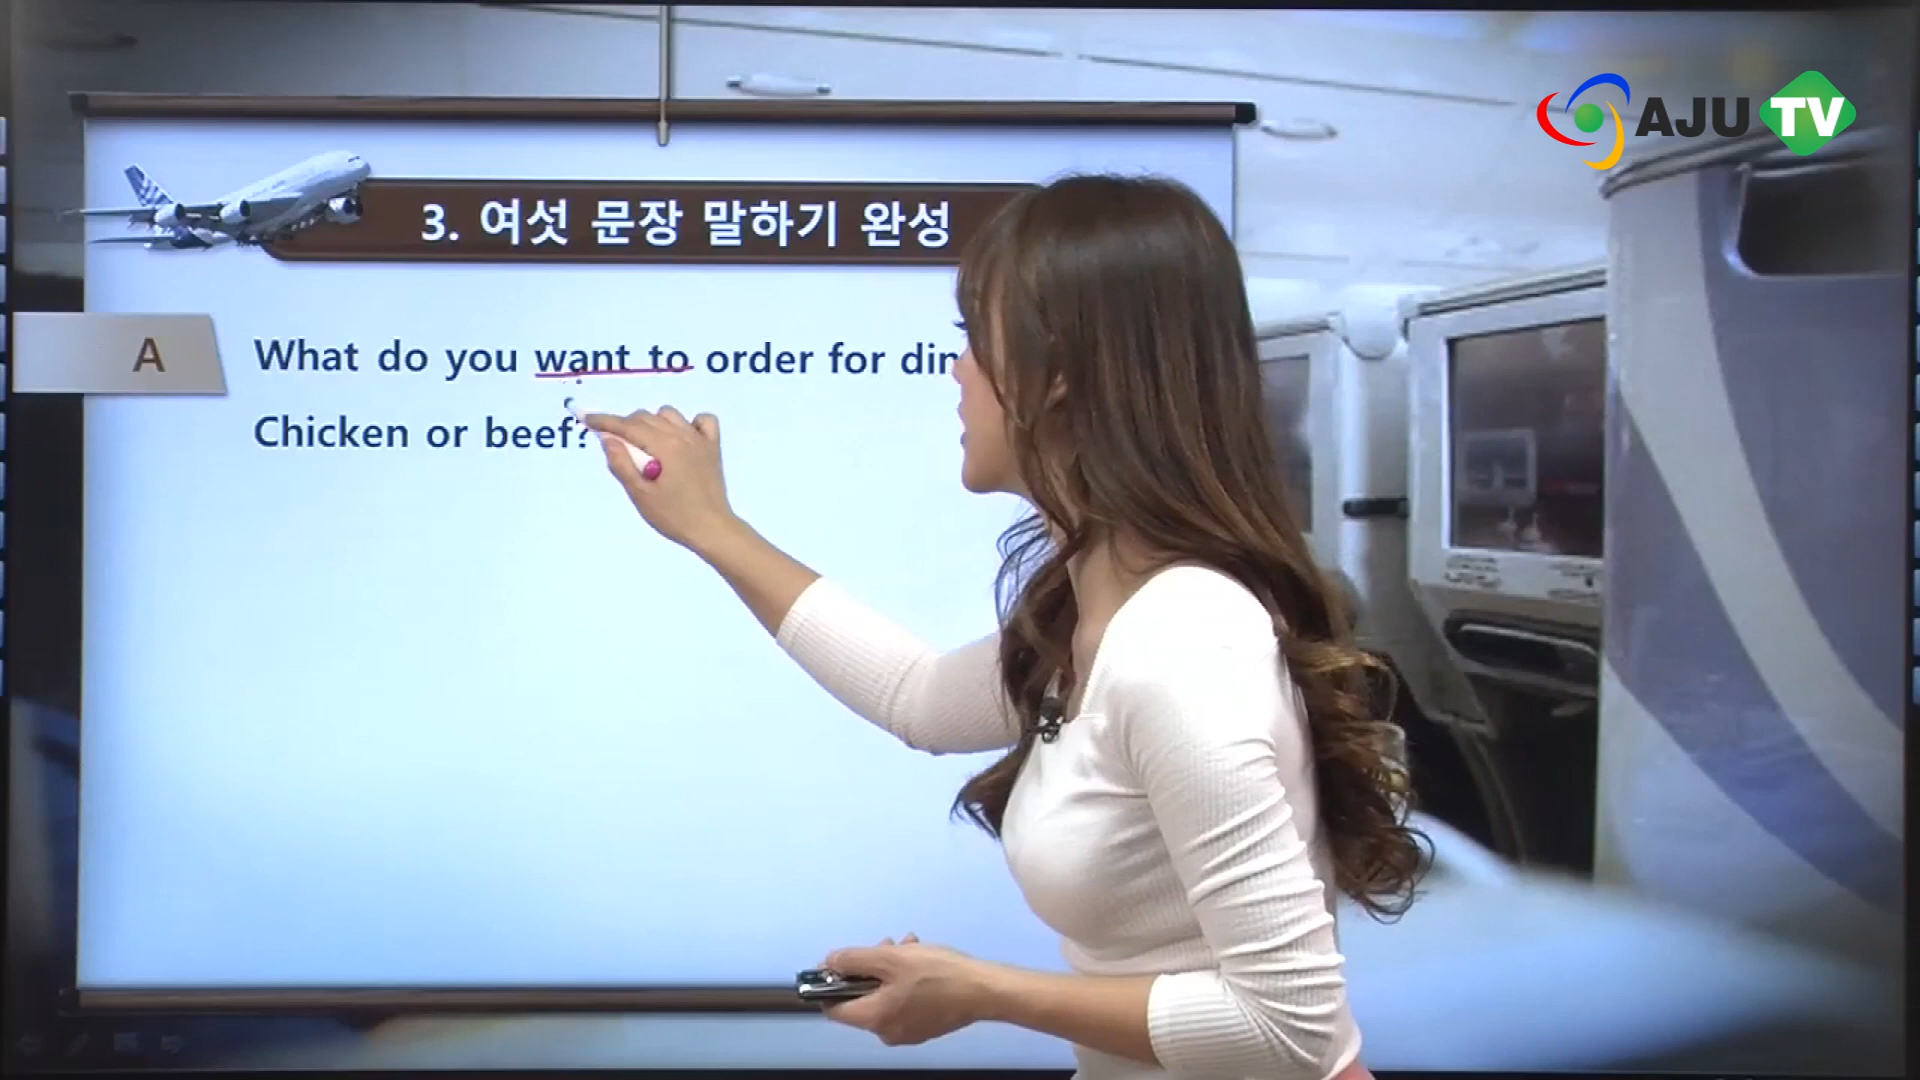 AJU TV
3. 여섯 문장 말하기 완성
A
What do you want to order for
Chicken or beef?